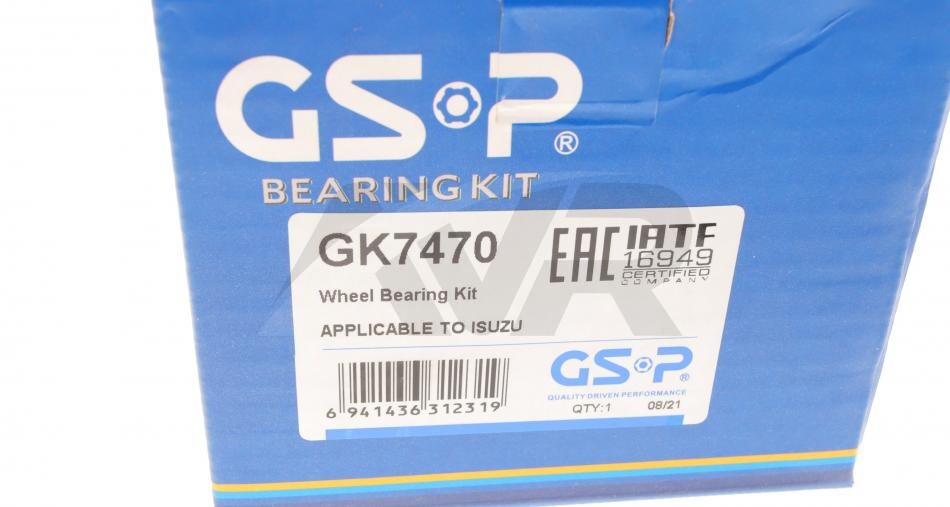 GSP®
BEARING KIT
GK7470
EAC
IATF
16949
CERTIFIED
COMPANY
Wheel Bearing Kit
APPLICABLE TO ISUZU
6 941436 312319
GSP®
QUALITY DRIVEN PERFORMANCE
QTY:1 08/21